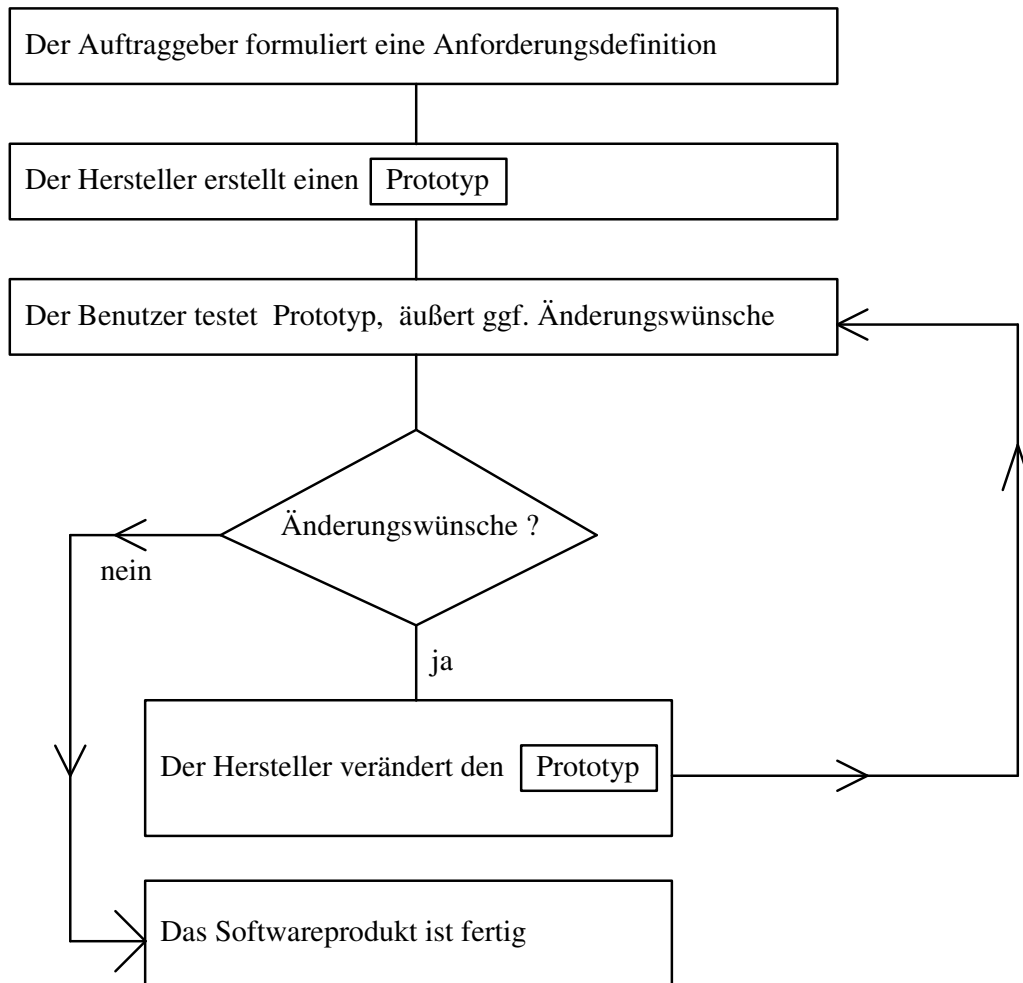 Der Auftraggeber formuliert eine Anforderungsdefinition
Der Hersteller erstellt einen Prototyp
Der Benutzer testet Prototyp, äußert ggf. Änderungswünsche
Änderungswünsche ?
nein
ja
Der Hersteller verändert den Prototyp
Das Softwareprodukt ist fertig